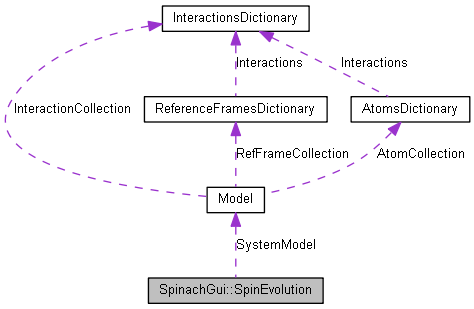 InteractionsDictionary
Interactions
Interactions
InteractionCollection
ReferenceFramesDictionary
AtomsDictionary
RefFrameCollection
AtomCollection
Model
SystemModel
SpinachGui::SpinEvolution